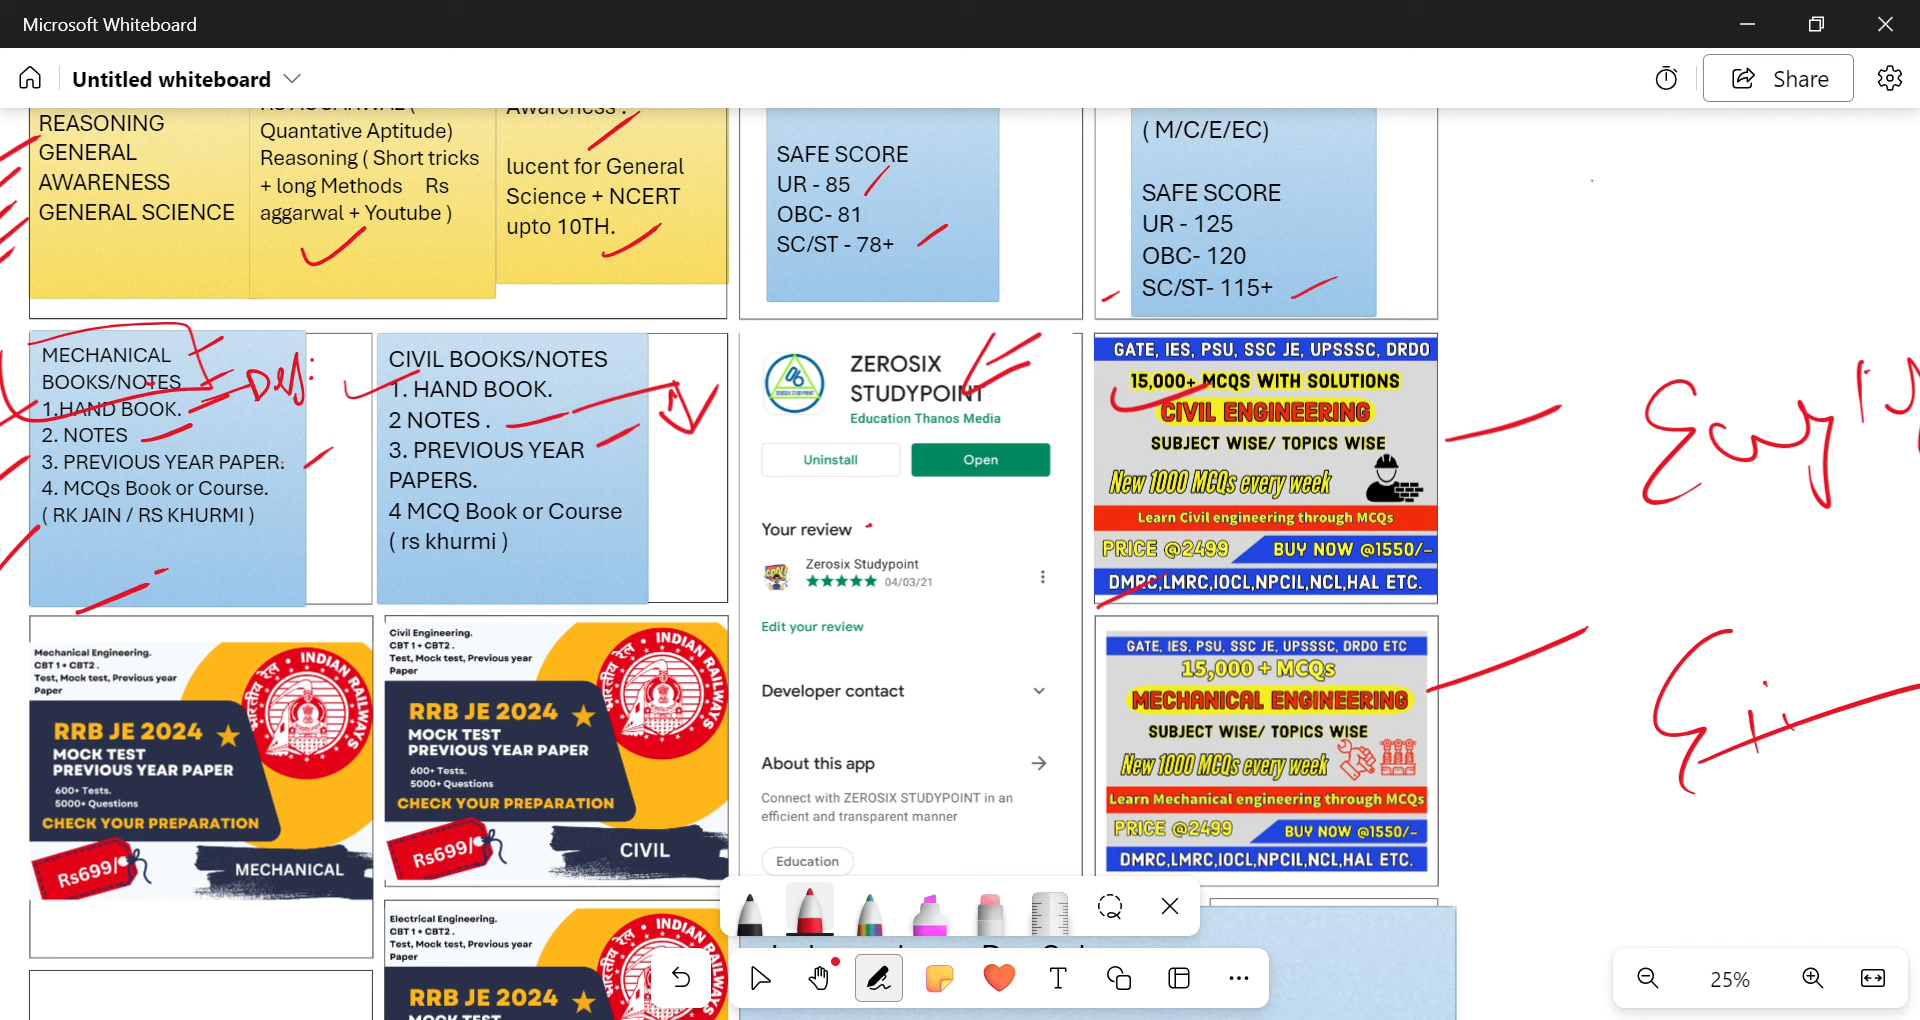 Microsoft Whiteboard
Untitled whiteboard
Share
REASONING
GENERAL
AWARENESS
GENERAL SCIENCE
Quantative Aptitude)
Reasoning ( Short tricks
+ long Methods Rs
aggarwal + Youtube )
lucent for General
Science + NCERT
upto 10TH.
SAFE SCORE
UR - 85
OBC- 81
SC/ST - 78+
( M/C/E/EC)
SAFE SCORE
UR - 125
OBC- 120
SC/ST- 115+
MECHANICAL
BOOKS/NOTES
1.HAND BOOK.
2. NOTES
3. PREVIOUS YEAR PAPER.
4. MCQs Book or Course.
( RK JAIN / RS KHURMI )
CIVIL BOOKS/NOTES
1. HAND BOOK.
2 NOTES .
3. PREVIOUS YEAR
PAPERS.
4 MCQ Book or Course
( rs khurmi )
ZEROSIX
STUDYPOINT
Education Thanos Media
Uninstall
Open
Your review
Zerosix Studypoint
04/03/21
Edit your review
Developer contact
About this app
Connect with ZEROSIX STUDYPOINT in an
efficient and transparent manner
Education
GATE, IES, PSU, SSC JE, UPSSSC, DRDO
15,000+ MCQS WITH SOLUTIONS
CIVIL ENGINEERING
SUBJECT WISE/ TOPICS WISE
New 1000 MCQs every week
Learn Civil engineering through MCQs
PRICE @2499
BUY NOW @1550/-
DMRC,LMRC,IOCL,NPCIL,NCL,HAL ETC.
GATE, IES, PSU, SSC JE, UPSSSC, DRDO ETC
15,000 + MCQs
MECHANICAL ENGINEERING
SUBJECT WISE/ TOPICS WISE
New 1000 MCQs every week
Learn Mechanical engineering through MCQs
PRICE @2499
BUY NOW @1550/-
DMRC,LMRC,IOCL,NPCIL,NCL,HAL ETC.
Mechanical Engineering.
CBT 1 + CBT2 .
Test, Mock test, Previous year
Paper
INDIAN RAILWAYS
भारतीय रेल
RRB JE 2024
MOCK TEST
PREVIOUS YEAR PAPER
600+ Tests.
5000+ Questions
CHECK YOUR PREPARATION
Rs699/-
MECHANICAL
Civil Engineering.
CBT 1 + CBT2 .
Test, Mock test, Previous year
Paper
INDIAN RAILWAYS
भारतीय रेल
RRB JE 2024
MOCK TEST
PREVIOUS YEAR PAPER
600+ Tests.
5000+ Questions
CHECK YOUR PREPARATION
Rs699/-
CIVIL
Electrical Engineering.
CBT 1 + CBT2 .
Test, Mock test, Previous year
Paper
INDIAN
RRB JE 2024
MOCK TEST
25%